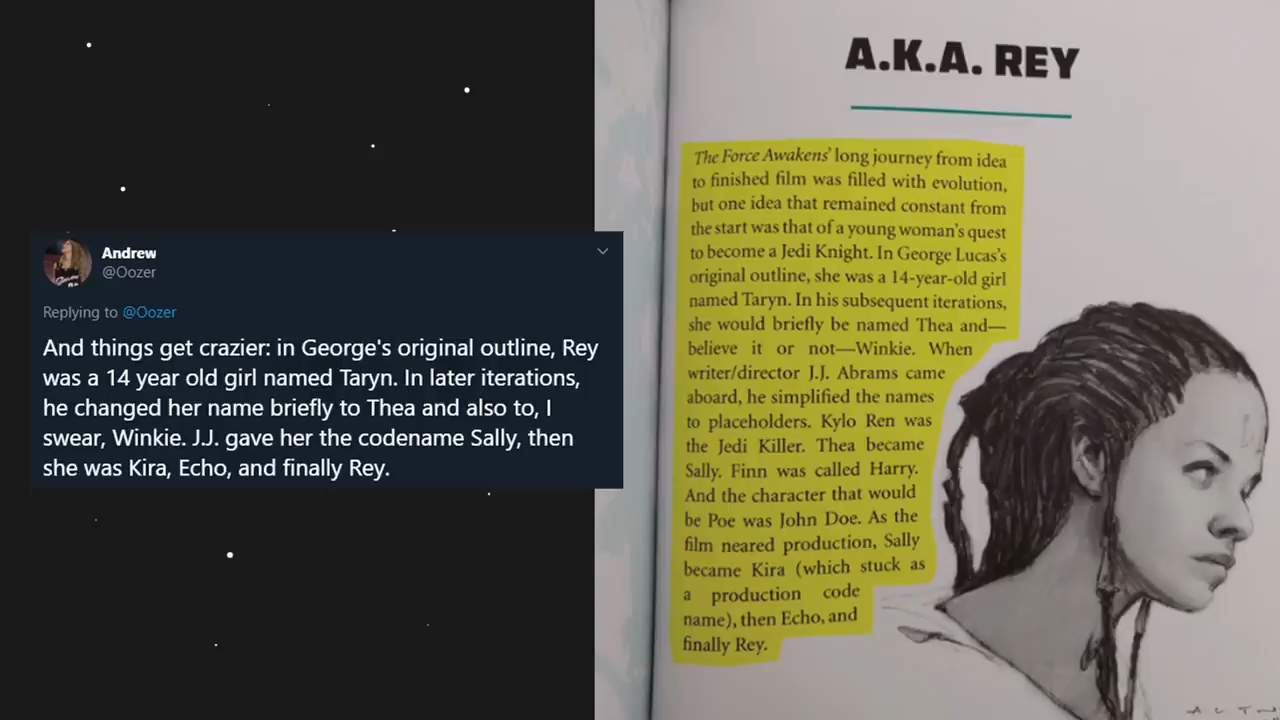 Andrew
@Oozer
Replying to @Oozer
And things get crazier: in George's original outline, Rey
was a 14 year old girl named Taryn. In later iterations,
he changed her name briefly to Thea and also to, I
swear, Winkie. J.J. gave her the codename Sally, then
she was Kira, Echo, and finally Rey.
A.K.A. REY
The Force Awakens' long journey from idea
to finished film was filled with evolution,
but one idea that remained constant from
the start was that of a young woman's quest
to become a Jedi Knight. In George Lucas's
original outline, she was a 14-year-old girl
named Taryn. In his subsequent iterations,
she would briefly be named Thea and—
believe it or not—Winkie. When
writer/director J.J. Abrams came
aboard, he simplified the names
to placeholders. Kylo Ren was
the Jedi Killer. Thea became
Sally. Finn was called Harry.
And the character that would
be Poe was John Doe. As the
film neared production, Sally
became Kira (which stuck as
a production code
name), then Echo, and
finally Rey.